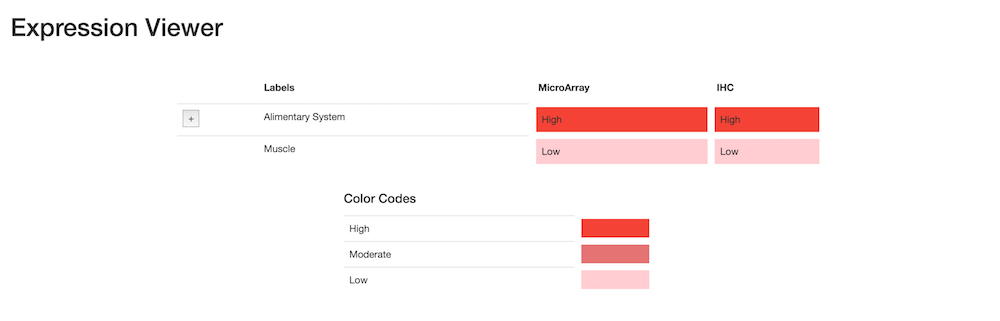 Expression Viewer
Labels MicroArray IHC
+ Alimentary System High High
Muscle Low Low
Color Codes
High
Moderate
Low